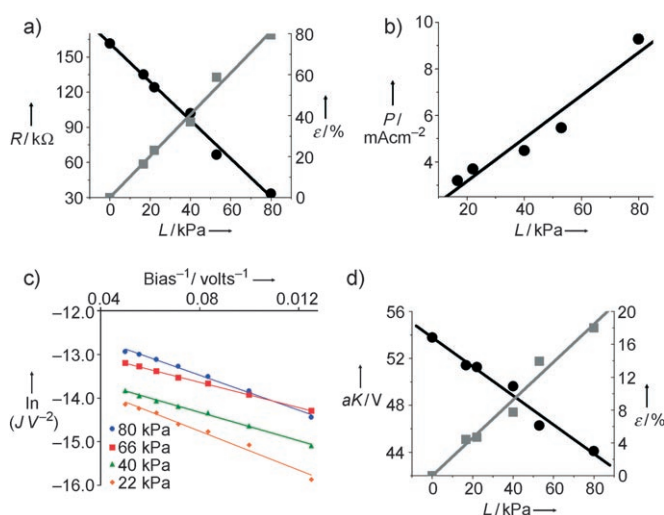 a)
150
120
90
60
30
R / kΩ
80
60
40
20
0
ε / %
0 20 40 60 80
L / kPa
b)
10
8
6
4
P /
mAcm⁻²
20 40 60 80
L / kPa
c)
Bias⁻¹ / volts⁻¹
0.04 0.08 0.012
−12.0
−13.0
−14.0
−15.0
−16.0
ln
(J V⁻²)
80 kPa
66 kPa
40 kPa
22 kPa
d)
56
52
48
44
aK / V
20
16
12
8
4
0
ε / %
0 20 40 60 80
L / kPa